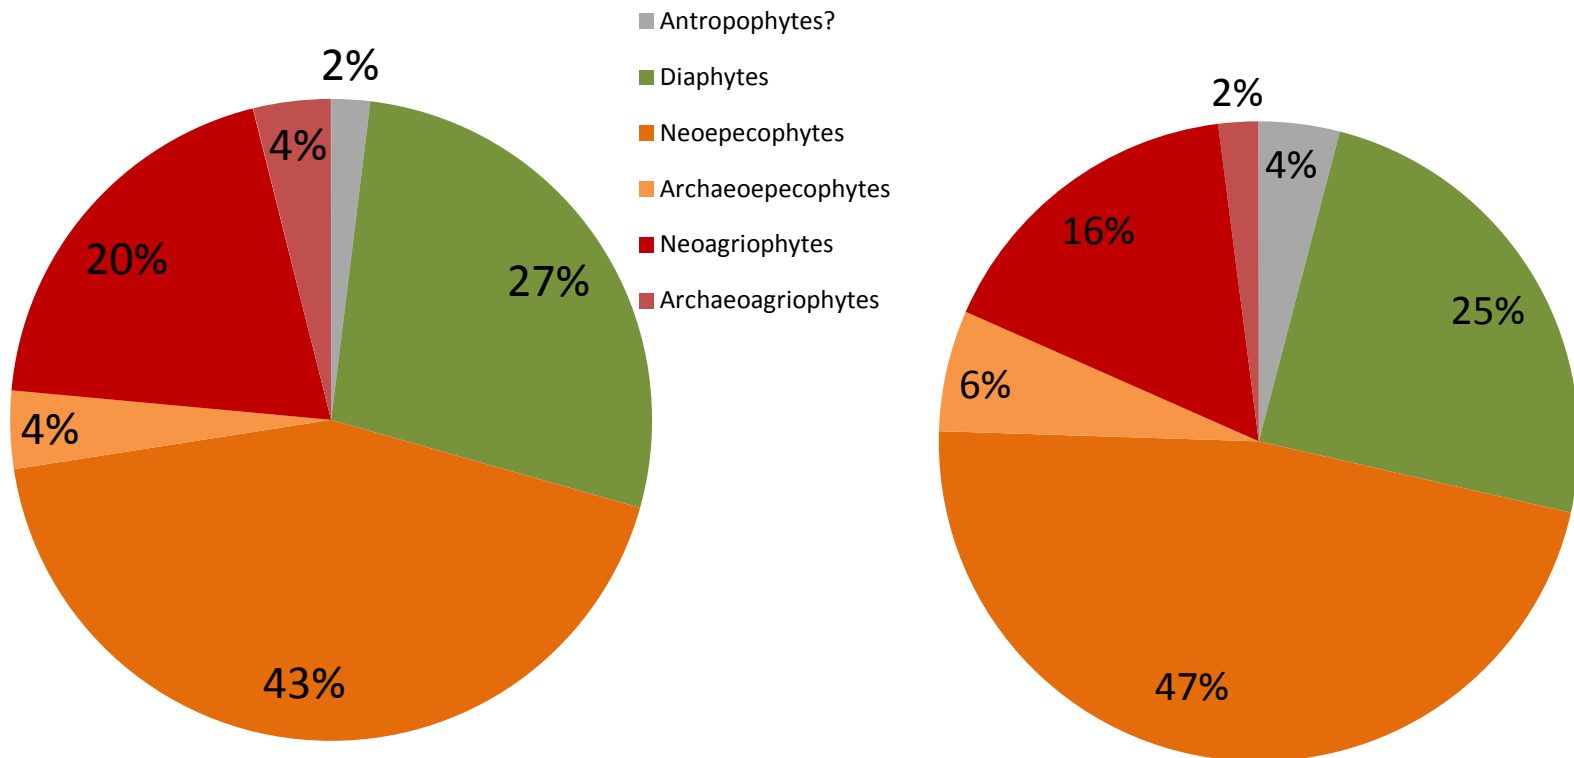 2%
4%
20%
27%
4%
43%
Antropophytes?
Diaphytes
Neoepecophytes
Archaeoepecophytes
Neoagriophytes
Archaeoagriophytes
2%
4%
16%
25%
6%
47%